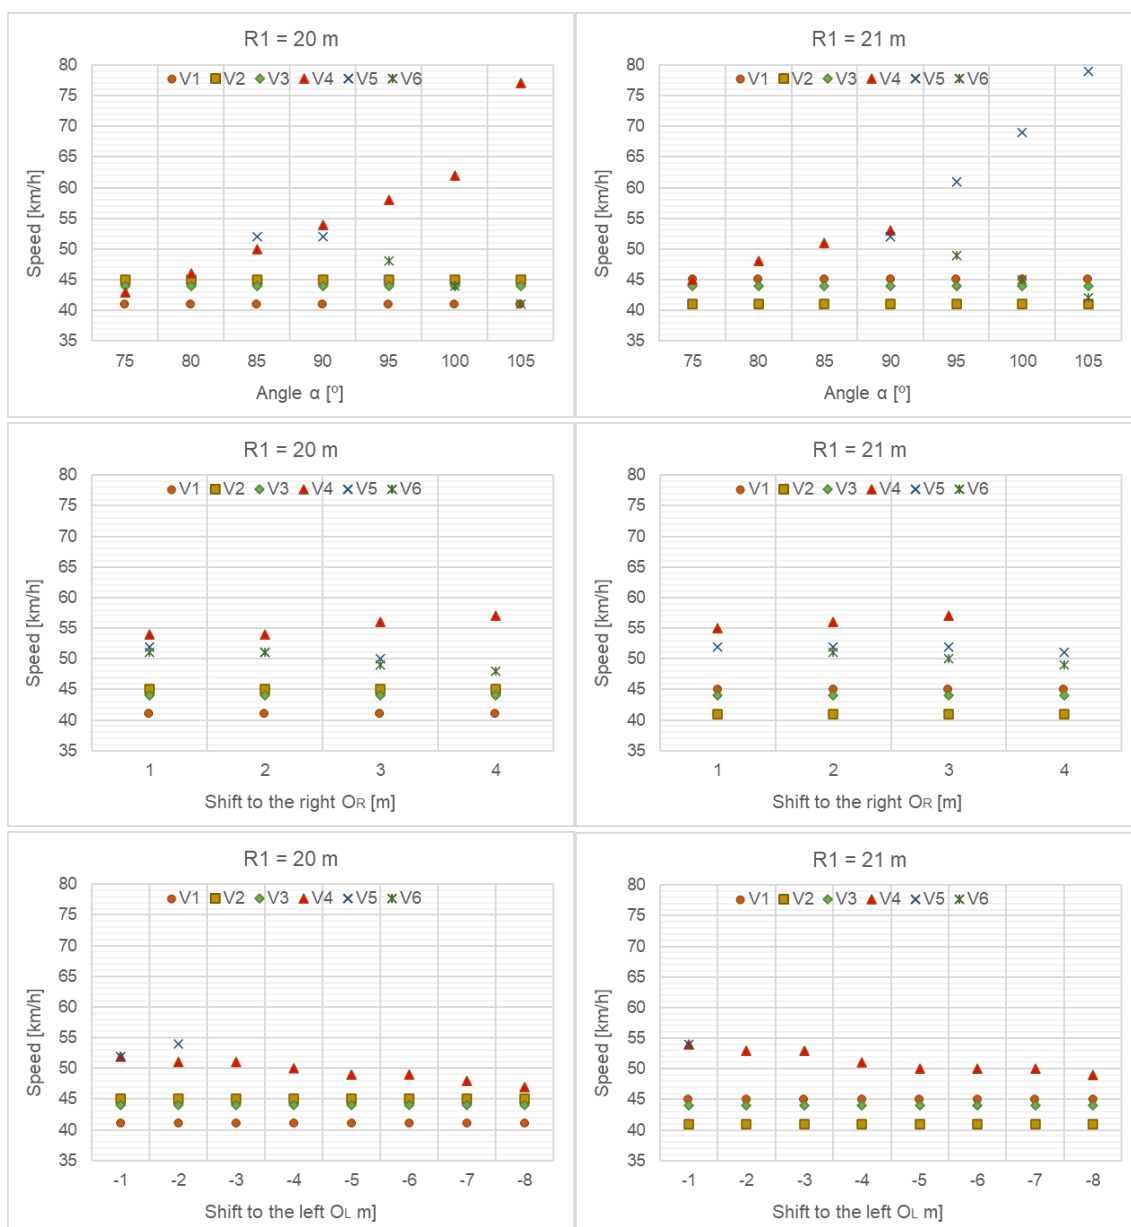 R1 = 20 m
V1 V2 V3 V4 V5 V6
Speed [km/h]
80
75
70
65
60
55
50
45
40
35
75 80 85 90 95 100 105
Angle α [º]
R1 = 21 m
V1 V2 V3 V4 V5 V6
Speed [km/h]
80
75
70
65
60
55
50
45
40
35
75 80 85 90 95 100 105
Angle α [º]
R1 = 20 m
V1 V2 V3 V4 V5 V6
Speed [km/h]
80
75
70
65
60
55
50
45
40
35
1 2 3 4
Shift to the right OR [m]
R1 = 21 m
V1 V2 V3 V4 V5 V6
Speed [km/h]
80
75
70
65
60
55
50
45
40
35
1 2 3 4
Shift to the right OR [m]
R1 = 20 m
V1 V2 V3 V4 V5 V6
Speed [km/h]
80
75
70
65
60
55
50
45
40
35
-1 -2 -3 -4 -5 -6 -7 -8
Shift to the left OL m]
R1 = 21 m
V1 V2 V3 V4 V5 V6
Speed [km/h]
80
75
70
65
60
55
50
45
40
35
-1 -2 -3 -4 -5 -6 -7 -8
Shift to the left OL m]